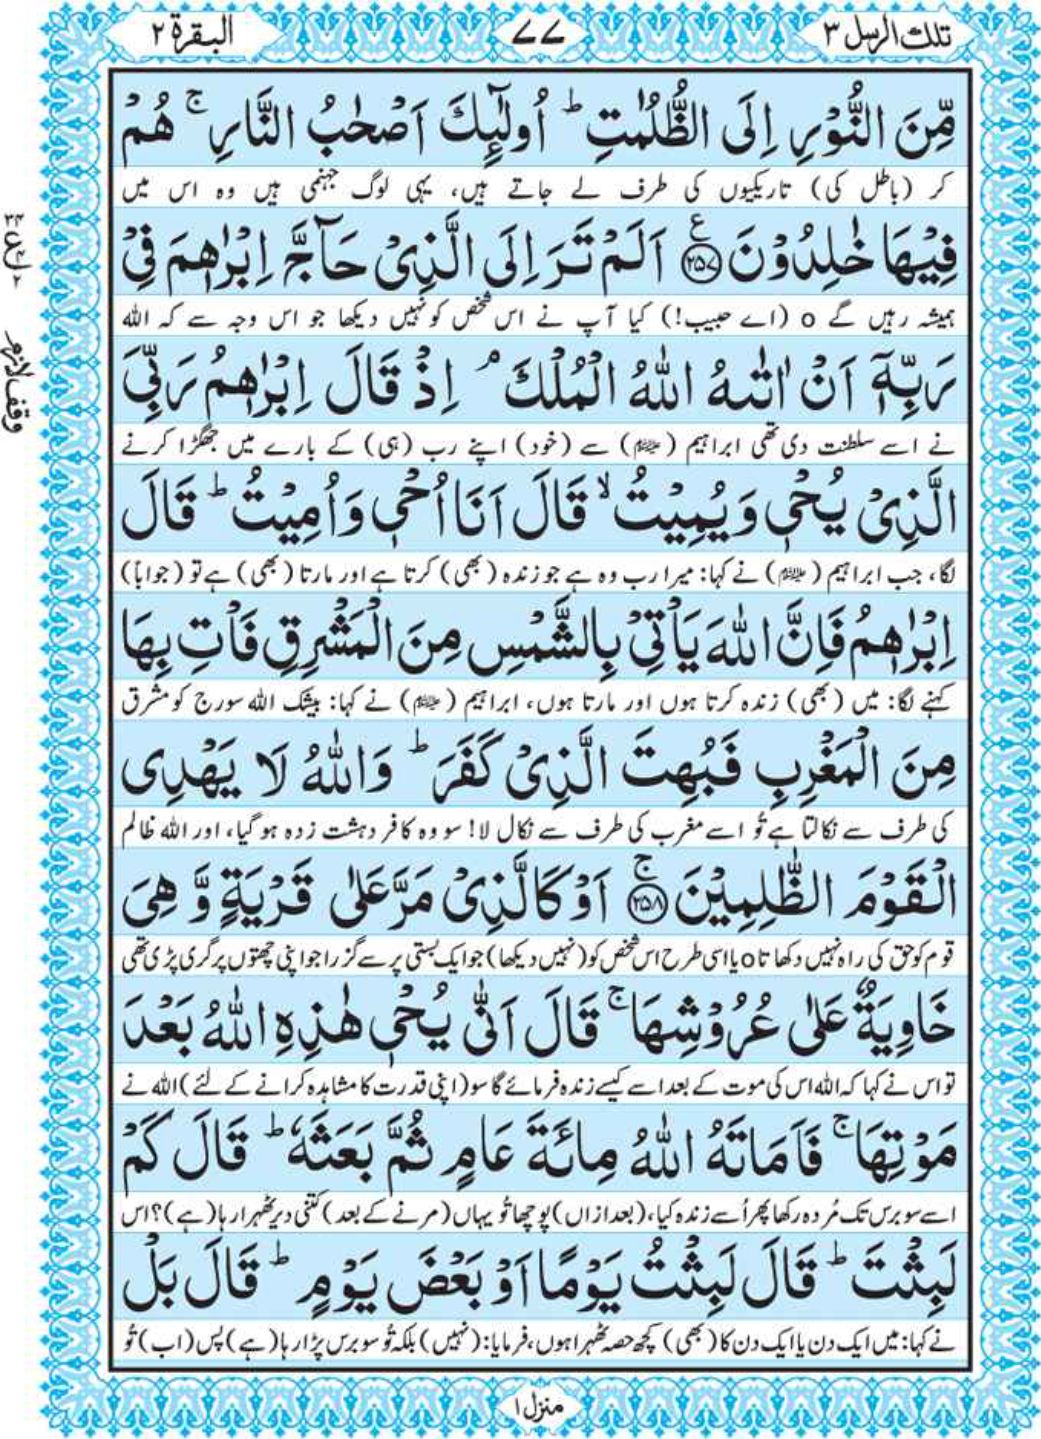 تلك الرسل ٣
٧٧
البقرة ٢
مِّنَ النُّوْرِ اِلَى الظُّلُمٰتِ ؕ اُولٰٓئِكَ اَصْحٰبُ النَّارِ ۚ هُمْ
کر (باطل کی) تاریکیوں کی طرف لے جاتے ہیں، یہی لوگ جہنمی ہیں وہ اس میں
فِيْهَا خٰلِدُوْنَ ﴿٢٥٧﴾ ع اَلَمْ تَرَ اِلَى الَّذِيْ حَآجَّ اِبْرٰهٖمَ فِيْ
ہمیشہ رہیں گے o (اے حبیب!) کیا آپ نے اس شخص کو نہیں دیکھا جو اس وجہ سے کہ اللہ
رَبِّهٖۤ اَنْ اٰتٰىهُ اللّٰهُ الْمُلْكَ ۘ اِذْ قَالَ اِبْرٰهٖمُ رَبِّيَ
نے اسے سلطنت دی تھی ابراہیم (علیہ السلام) سے (خود) اپنے رب (ہی) کے بارے میں جھگڑا کرنے
الَّذِيْ يُحْيٖ وَيُمِيْتُ ۙ قَالَ اَنَا اُحْيٖ وَاُمِيْتُ ؕ قَالَ
لگا، جب ابراہیم (علیہ السلام) نے کہا: میرا رب وہ ہے جو زندہ (بھی) کرتا ہے اور مارتا (بھی) ہے تو (جواباً)
اِبْرٰهٖمُ فَاِنَّ اللّٰهَ يَاْتِيْ بِالشَّمْسِ مِنَ الْمَشْرِقِ فَاْتِ بِهَا
کہنے لگا: میں (بھی) زندہ کرتا ہوں اور مارتا ہوں، ابراہیم (علیہ السلام) نے کہا: بیشک اللہ سورج کو مشرق
مِنَ الْمَغْرِبِ فَبُهِتَ الَّذِيْ كَفَرَ ؕ وَاللّٰهُ لَا يَهْدِى
کی طرف سے نکالتا ہے تُو اسے مغرب کی طرف سے نکال لا! سو وہ کافر دہشت زدہ ہو گیا، اور اللہ ظالم
الْقَوْمَ الظّٰلِمِيْنَ ﴿٢٥٨﴾ ۚ اَوْ كَالَّذِيْ مَرَّ عَلٰى قَرْيَةٍ وَّ هِيَ
قوم کو حق کی راہ نہیں دکھاتا o یا اسی طرح اس شخص کو (نہیں دیکھا) جو ایک بستی پر سے گزرا جو اپنی چھتوں پر گری پڑی تھی
خَاوِيَةٌ عَلٰى عُرُوْشِهَا ۚ قَالَ اَنّٰى يُحْيٖ هٰذِهِ اللّٰهُ بَعْدَ
تو اس نے کہا کہ اللہ اس کی موت کے بعد اسے کیسے زندہ فرمائے گا سو (اپنی قدرت کا مشاہدہ کرانے کے لئے) اللہ نے
مَوْتِهَا ۚ فَاَمَاتَهُ اللّٰهُ مِائَةَ عَامٍ ثُمَّ بَعَثَهٗ ؕ قَالَ كَمْ
اسے سو برس تک مُردہ رکھا پھر اُسے زندہ کیا، (بعد ازاں) پوچھا تُو یہاں (مرنے کے بعد) کتنی دیر ٹھہرا رہا (ہے)؟ اس
لَبِثْتَ ؕ قَالَ لَبِثْتُ يَوْمًا اَوْ بَعْضَ يَوْمٍ ؕ قَالَ بَلْ
نے کہا: میں ایک دن یا ایک دن کا (بھی) کچھ حصہ ٹھہرا ہوں، فرمایا: (نہیں) بلکہ تُو سو برس پڑا رہا (ہے) پس (اب) تُو
وقف لازم
منزل ۱